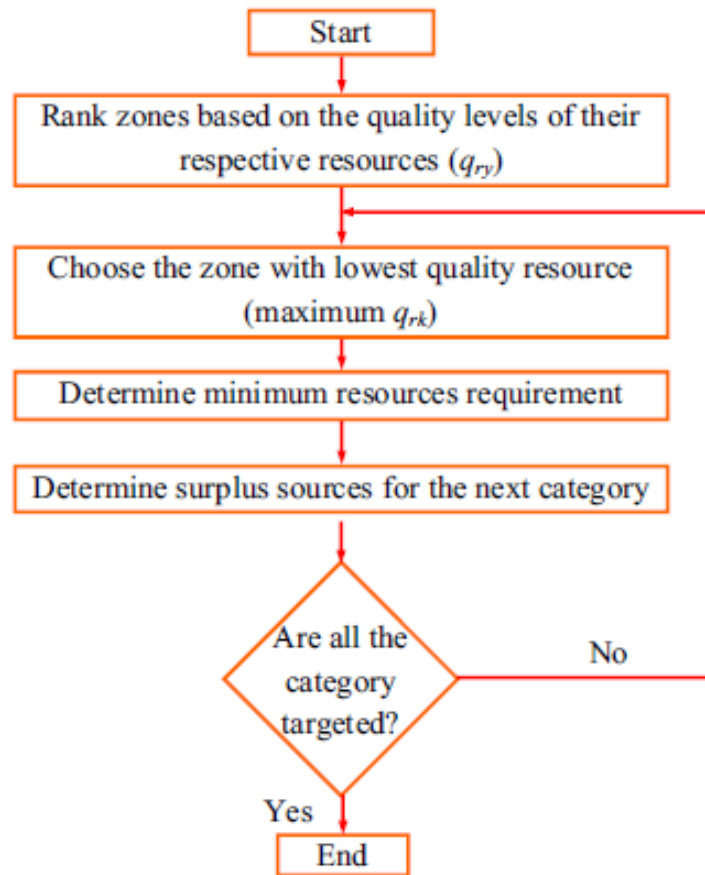 Start
Rank zones based on the quality levels of their
respective resources (qry)
Choose the zone with lowest quality resource
(maximum qrk)
Determine minimum resources requirement
Determine surplus sources for the next category
Are all the
category
targeted?
No
Yes
End